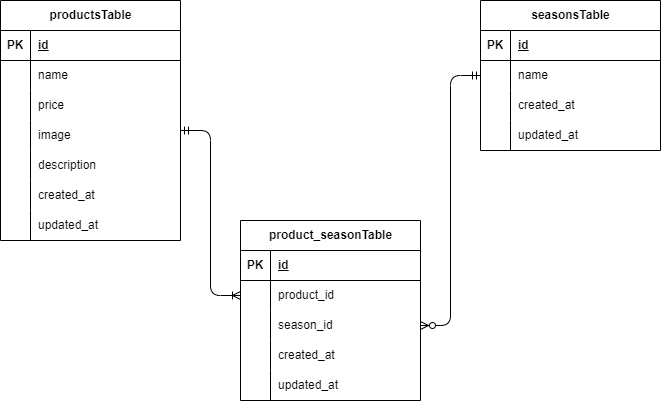 productsTable
PK id
name
price
image
description
created_at
updated_at
seasonsTable
PK id
name
created_at
updated_at
product_seasonTable
PK id
product_id
season_id
created_at
updated_at